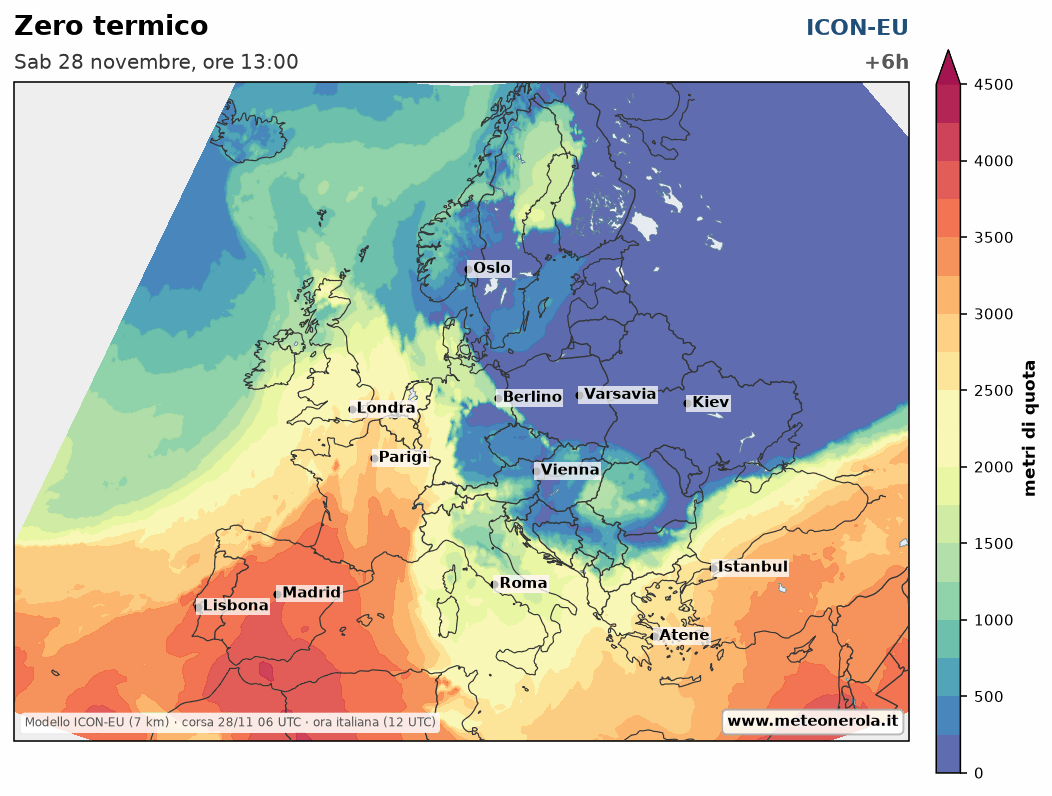 Zero termico
ICON-EU
Sab 28 novembre, ore 13:00
+6h
4500
4000
3500
3000
2500
2000
1500
1000
500
0
metri di quota
Oslo
Berlino
Varsavia
Kiev
Londra
Parigi
Vienna
Istanbul
Roma
Madrid
Lisbona
Atene
Modello ICON-EU (7 km) · corsa 28/11 06 UTC · ora italiana (12 UTC)
www.meteonerola.it